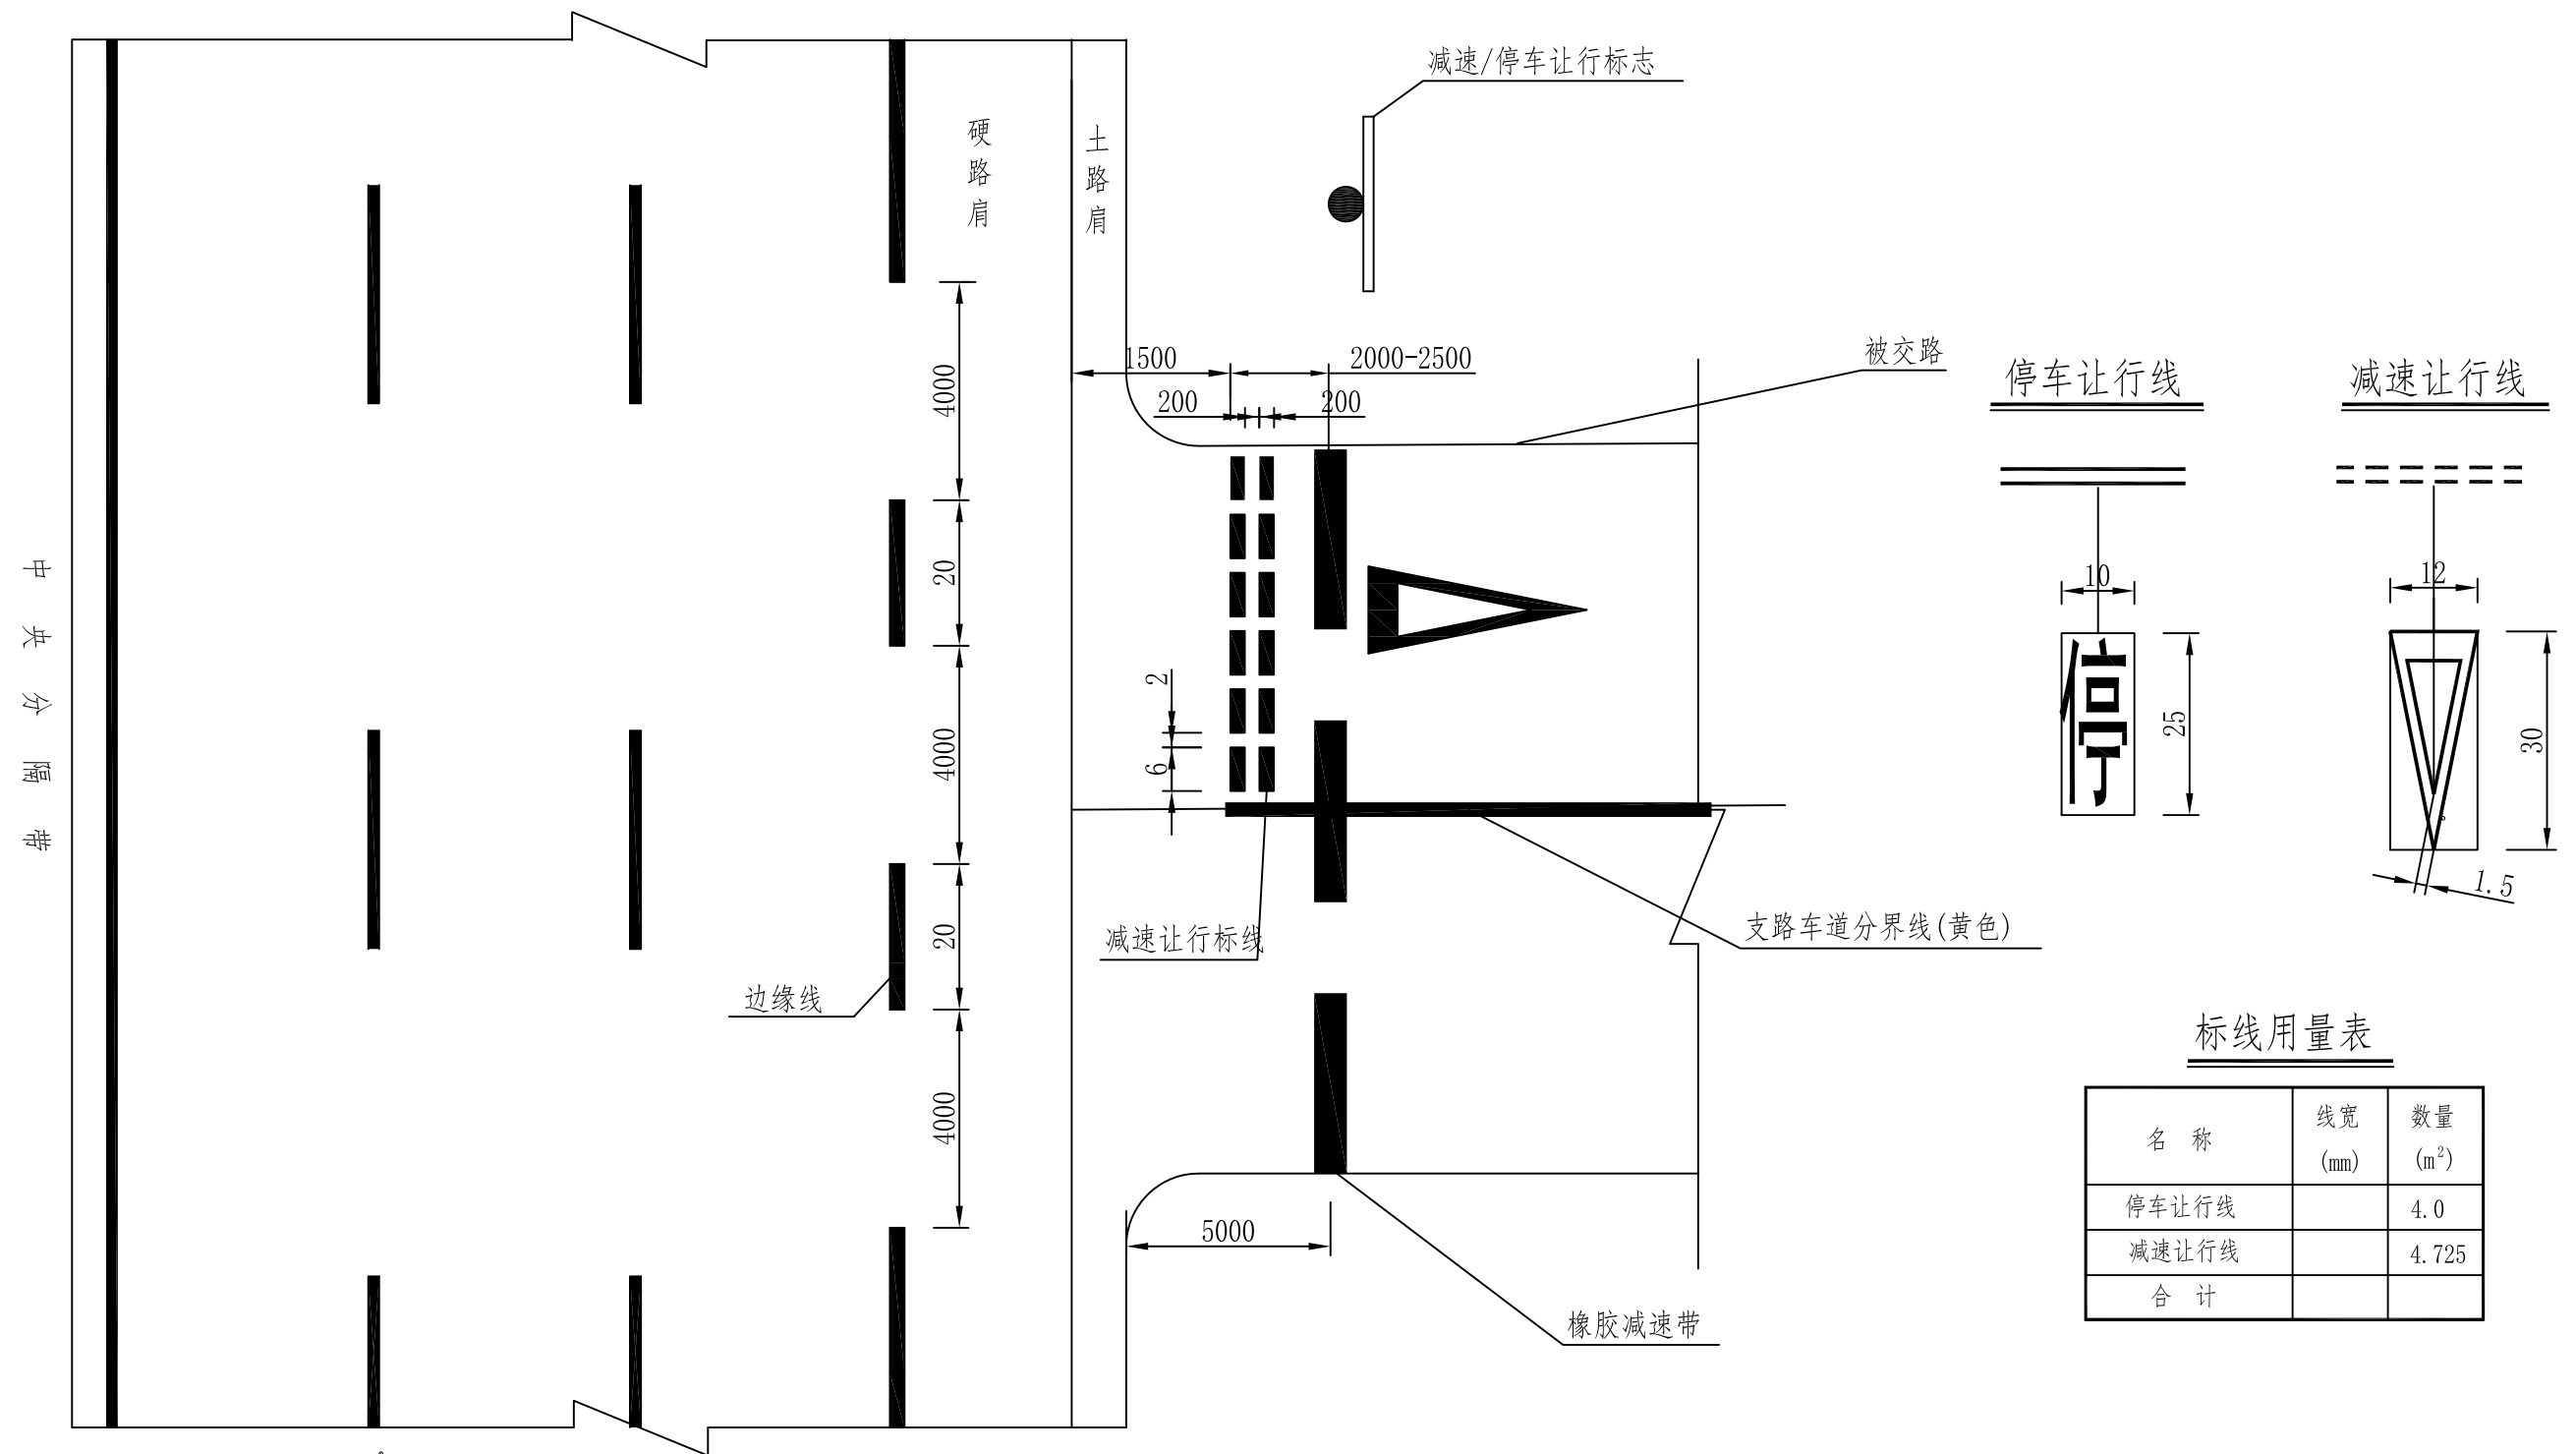 减速/停车让行标志
硬路肩
土路肩
1500
2000-2500
200
200
被交路
停车让行线
减速让行线
4000
20
4000
20
4000
中央分隔带
2
6
10
停
25
12
30
1.5
减速让行标线
支路车道分界线(黄色)
边缘线
5000
橡胶减速带
标线用量表
名 称 线宽(mm) 数量(m²)
停车让行线 4.0
减速让行线 4.725
合 计